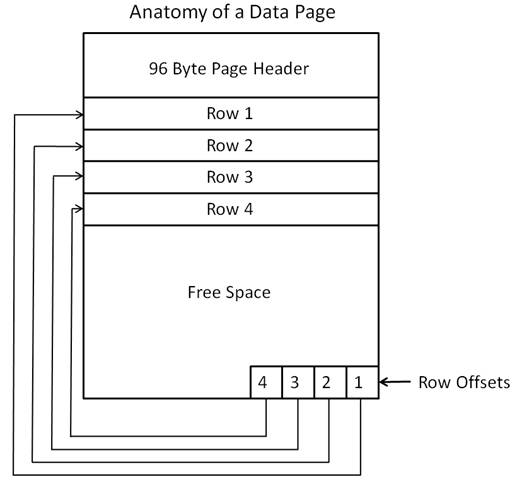 Anatomy of a Data Page
96 Byte Page Header
Row 1
Row 2
Row 3
Row 4
Free Space
4 3 2 1
Row Offsets